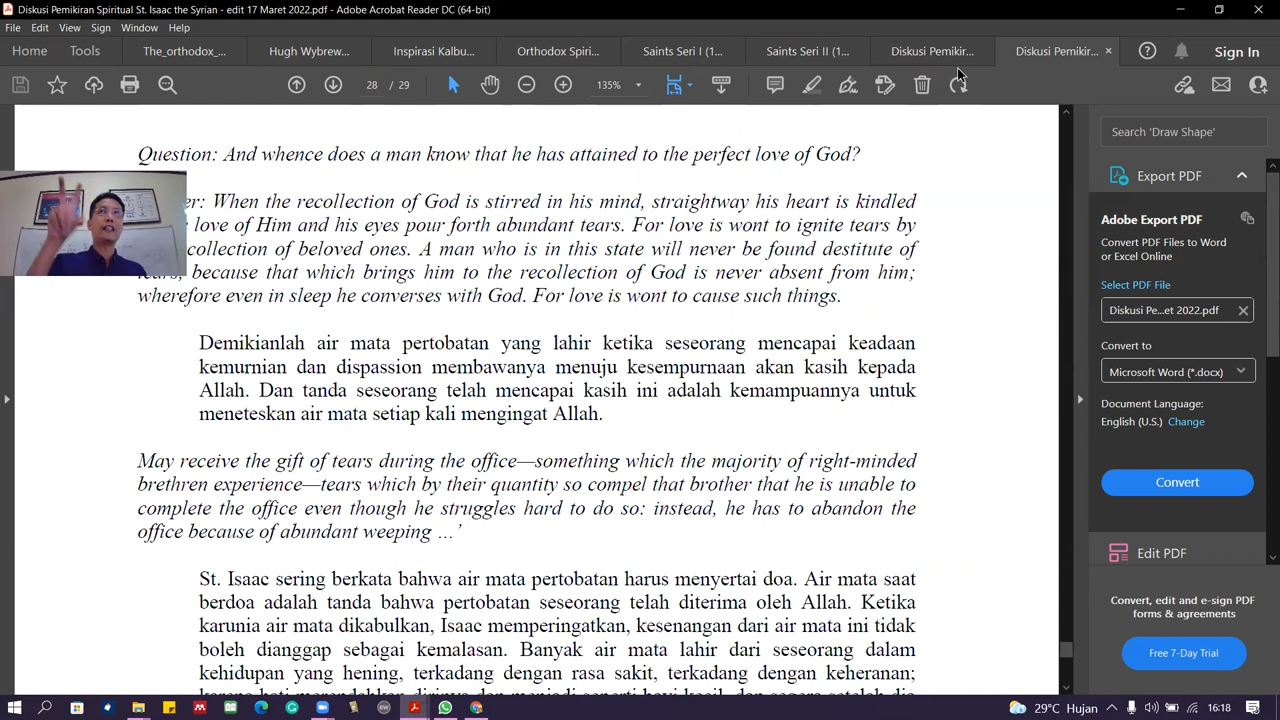 Diskusi Pemikiran Spiritual St. Isaac the Syrian - edit 17 Maret 2022.pdf - Adobe Acrobat Reader DC (64-bit)
File Edit View Sign Window Help
Home Tools The_orthodox_... Hugh Wybrew... Inspirasi Kalbu... Orthodox Spiri... Saints Seri I (1... Saints Seri II (1... Diskusi Pemikir... Diskusi Pemikir... Sign In
28 / 29 135%
Question: And whence does a man know that he has attained to the perfect love of God?
er: When the recollection of God is stirred in his mind, straightway his heart is kindled
love of Him and his eyes pour forth abundant tears. For love is wont to ignite tears by
collection of beloved ones. A man who is in this state will never be found destitute of
tears, because that which brings him to the recollection of God is never absent from him;
wherefore even in sleep he converses with God. For love is wont to cause such things.
Demikianlah air mata pertobatan yang lahir ketika seseorang mencapai keadaan
kemurnian dan dispassion membawanya menuju kesempurnaan akan kasih kepada
Allah. Dan tanda seseorang telah mencapai kasih ini adalah kemampuannya untuk
meneteskan air mata setiap kali mengingat Allah.
May receive the gift of tears during the office—something which the majority of right-minded
brethren experience—tears which by their quantity so compel that brother that he is unable to
complete the office even though he struggles hard to do so: instead, he has to abandon the
office because of abundant weeping …’
St. Isaac sering berkata bahwa air mata pertobatan harus menyertai doa. Air mata saat
berdoa adalah tanda bahwa pertobatan seseorang telah diterima oleh Allah. Ketika
karunia air mata dikabulkan, Isaac memperingatkan, kesenangan dari air mata ini tidak
boleh dianggap sebagai kemalasan. Banyak air mata lahir dari seseorang dalam
kehidupan yang hening, terkadang dengan rasa sakit, terkadang dengan keheranan;
karena hati merendahkan dirinya dan menjadi seperti bayi kecil, dan segera setelah dia
Search 'Draw Shape'
Export PDF
Adobe Export PDF
Convert PDF Files to Word
or Excel Online
Select PDF File
Diskusi Pe...et 2022.pdf
Convert to
Microsoft Word (*.docx)
Document Language:
English (U.S.) Change
Convert
Edit PDF
Convert, edit and e-sign PDF
forms & agreements
Free 7-Day Trial
29°C Hujan 16:18